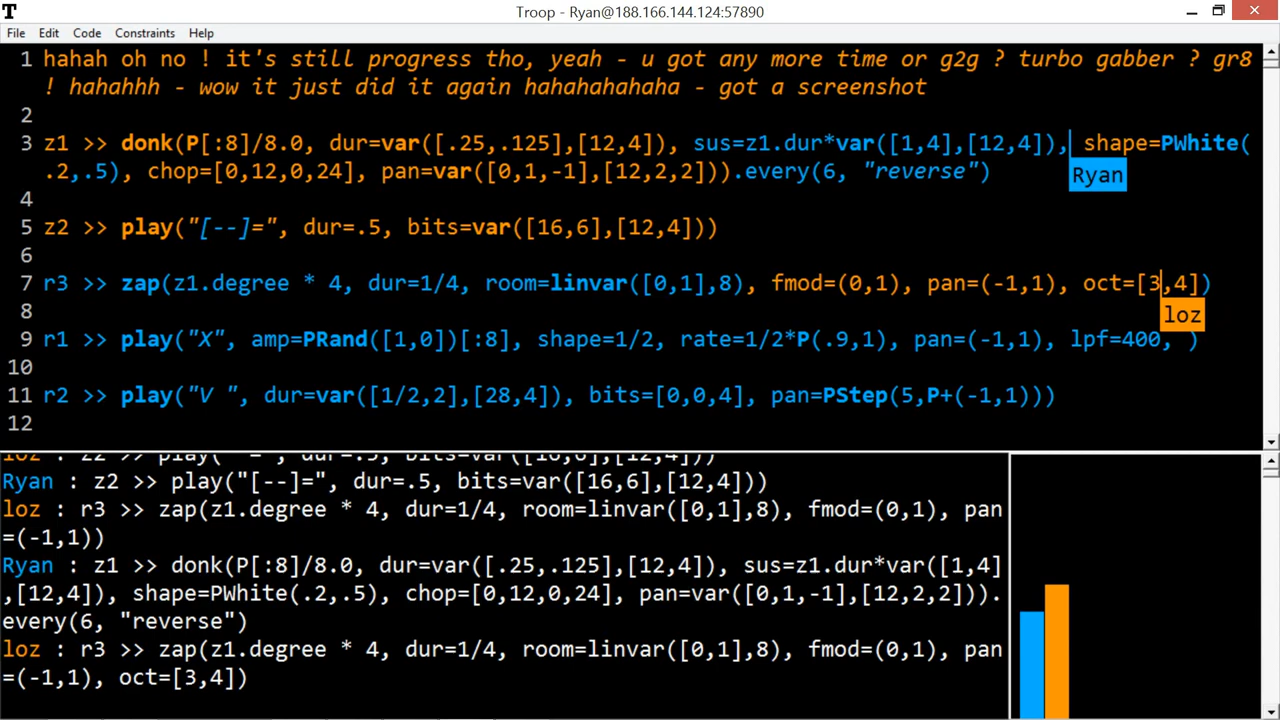 T Troop - Ryan@188.166.144.124:57890
File Edit Code Constraints Help
1 hahah oh no ! it's still progress tho, yeah - u got any more time or g2g ? turbo gabber ? gr8
! hahahhh - wow it just did it again hahahahahaha - got a screenshot
2
3 z1 >> donk(P[:8]/8.0, dur=var([.25,.125],[12,4]), sus=z1.dur*var([1,4],[12,4]), shape=PWhite(
.2,.5), chop=[0,12,0,24], pan=var([0,1,-1],[12,2,2])).every(6, "reverse")
Ryan
4
5 z2 >> play("[--]=", dur=.5, bits=var([16,6],[12,4]))
6
7 r3 >> zap(z1.degree * 4, dur=1/4, room=linvar([0,1],8), fmod=(0,1), pan=(-1,1), oct=[3,4])
8
loz
9 r1 >> play("X", amp=PRand([1,0])[:8], shape=1/2, rate=1/2*P(.9,1), pan=(-1,1), lpf=400, )
10
11 r2 >> play("V ", dur=var([1/2,2],[28,4]), bits=[0,0,4], pan=PStep(5,P+(-1,1)))
12
loz : z2 >> play(" = ", dur=.5, bits=var([16,6],[12,4]))
Ryan : z2 >> play("[--]=", dur=.5, bits=var([16,6],[12,4]))
loz : r3 >> zap(z1.degree * 4, dur=1/4, room=linvar([0,1],8), fmod=(0,1), pan
=(-1,1))
Ryan : z1 >> donk(P[:8]/8.0, dur=var([.25,.125],[12,4]), sus=z1.dur*var([1,4]
,[12,4]), shape=PWhite(.2,.5), chop=[0,12,0,24], pan=var([0,1,-1],[12,2,2])).
every(6, "reverse")
loz : r3 >> zap(z1.degree * 4, dur=1/4, room=linvar([0,1],8), fmod=(0,1), pan
=(-1,1), oct=[3,4])